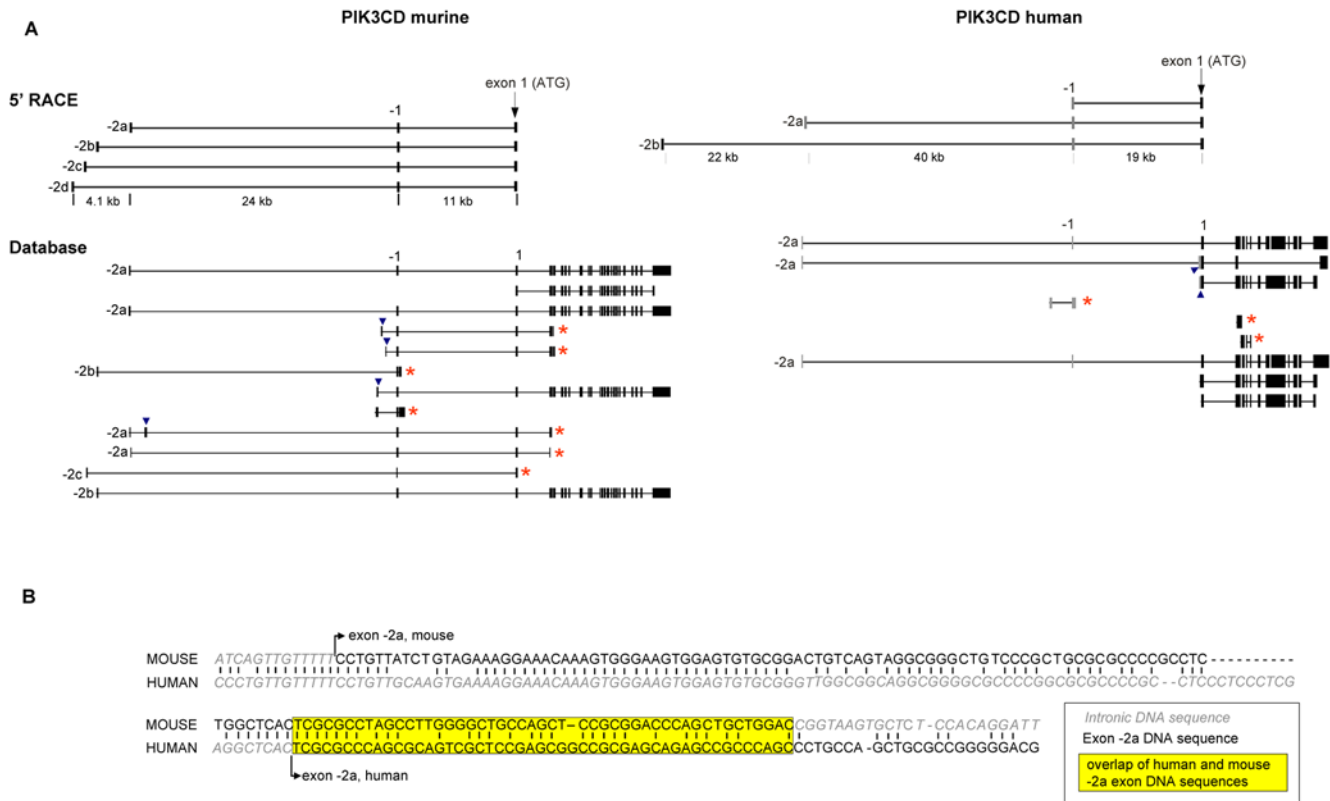 PIK3CD murine
PIK3CD human
A
exon 1 (ATG)
5' RACE
-1
-2a
-2b
-2c
-2d
4.1 kb
24 kb
11 kb
exon 1 (ATG)
-1
-2a
-2b
22 kb
40 kb
19 kb
Database
-1
1
-2a
-2a
*
*
-2b
*
*
-2a
*
-2a
*
-2c
*
-2b
-1
1
-2a
-2a
*
*
*
-2a
B
exon -2a, mouse
MOUSE ATCAGTTGTTTTTCCTGTTATCTGTAGAAAGGAAACAAAGTGGGAAGTGGAGTGTGCGGACTGTCAGTAGGCGGGCTGTCCCGCTGCGCGCCCCGCCTC-----------
HUMAN CCCTGTTGTTTTTCCTGTTGCAAGTGAAAAGGAAACAAAGTGGGAAGTGGAGTGTGCGGGTTGGCGGCAGGCGGGGCGCCCCGGCGCGCCCCGC--CTCCCTCCCTCG
MOUSE TGGCTCACTCGCGCCTAGCCTTGGGGCTGCCAGCT-CCGCGGACCCAGCTGCTGGACCGGTAAGTGCTCT-CCACAGGATT
HUMAN AGGCTCACTCGCGCCCAGCGCAGTCGCTCCGAGCGGCCGCGAGCAGAGCCGCCCAGCCCCTGCCA-GCTGCGCCGGGGGACG
exon -2a, human
Intronic DNA sequence
Exon -2a DNA sequence
overlap of human and mouse
-2a exon DNA sequences